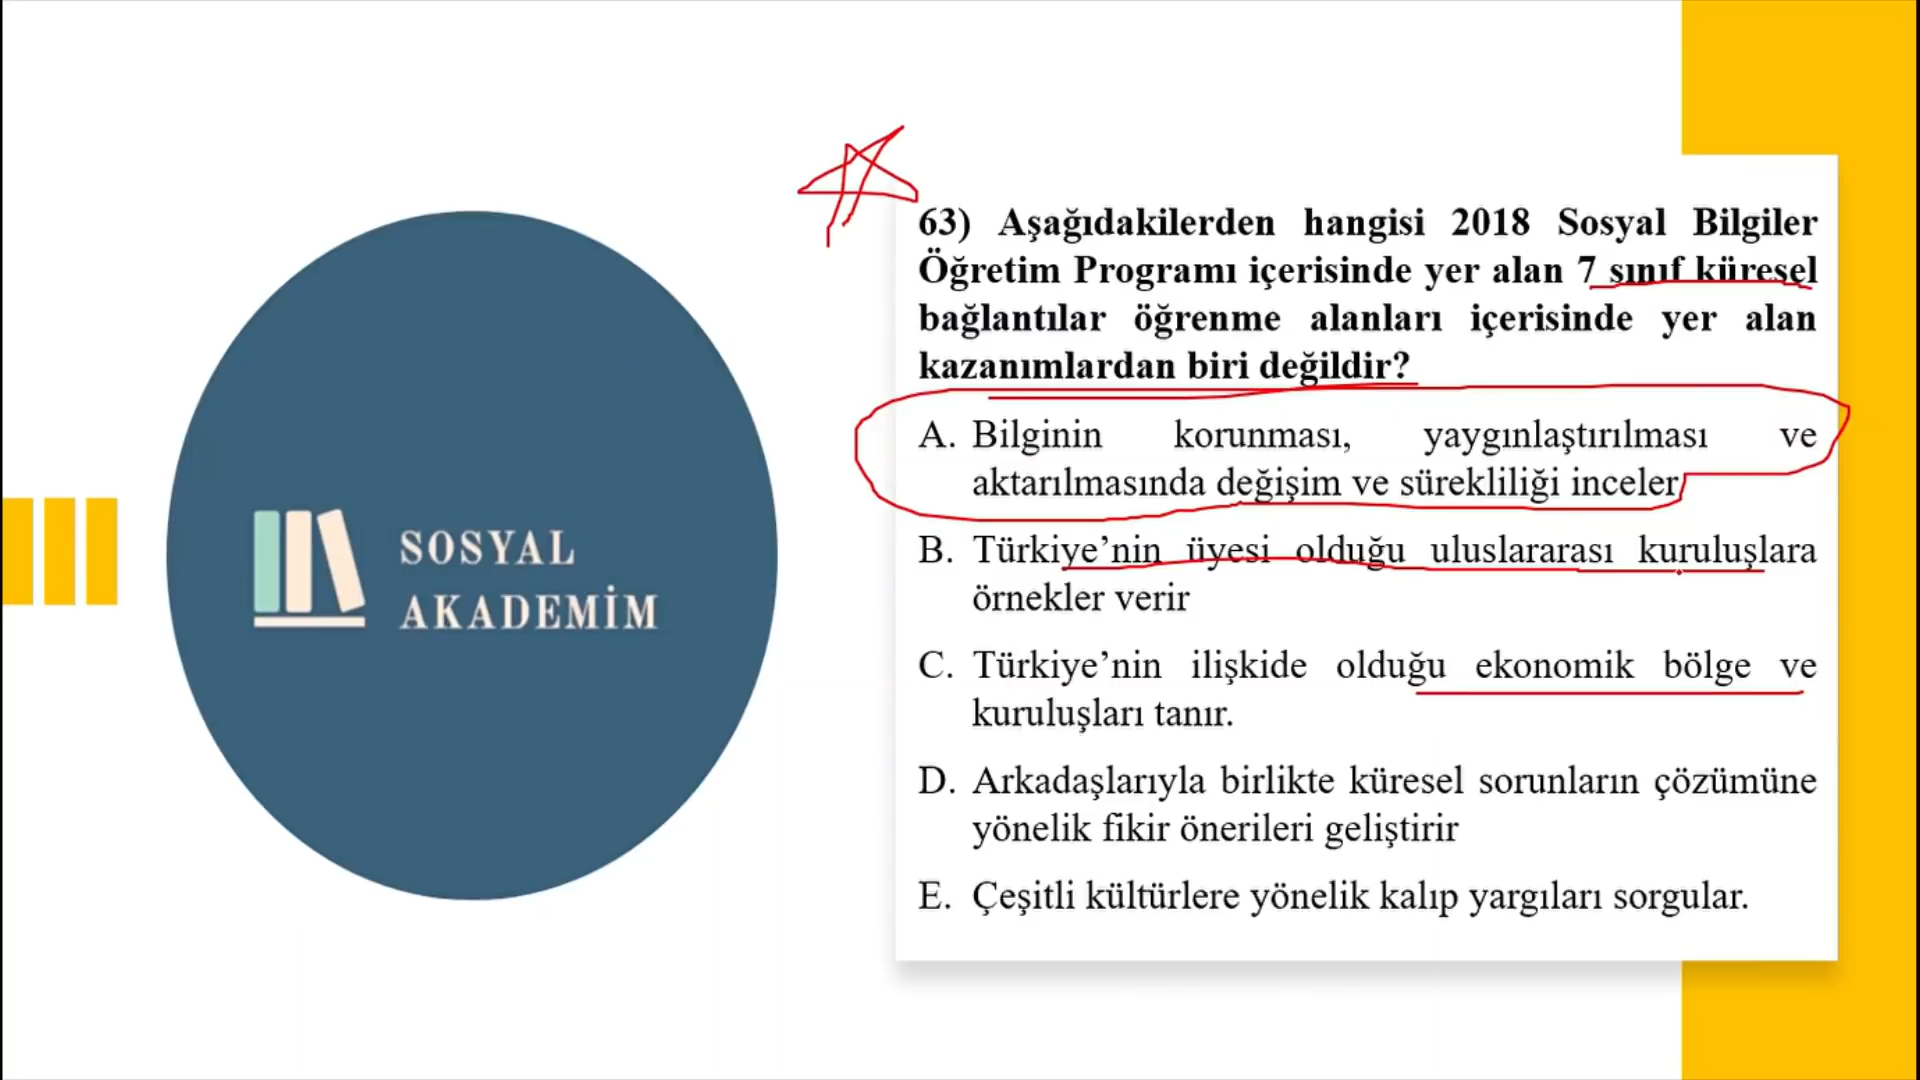 SOSYAL
AKADEMİM
63) Aşağıdakilerden hangisi 2018 Sosyal Bilgiler
Öğretim Programı içerisinde yer alan 7 sınıf küresel
bağlantılar öğrenme alanları içerisinde yer alan
kazanımlardan biri değildir?
A. Bilginin korunması, yaygınlaştırılması ve
aktarılmasında değişim ve sürekliliği inceler
B. Türkiye’nin üyesi olduğu uluslararası kuruluşlara
örnekler verir
C. Türkiye’nin ilişkide olduğu ekonomik bölge ve
kuruluşları tanır.
D. Arkadaşlarıyla birlikte küresel sorunların çözümüne
yönelik fikir önerileri geliştirir
E. Çeşitli kültürlere yönelik kalıp yargıları sorgular.